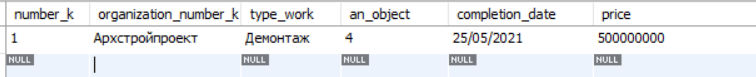 number_k organization_number_k type_work an_object completion_date price
1 Архстройпроект Демонтаж 4 25/05/2021 500000000
NULL NULL NULL NULL NULL